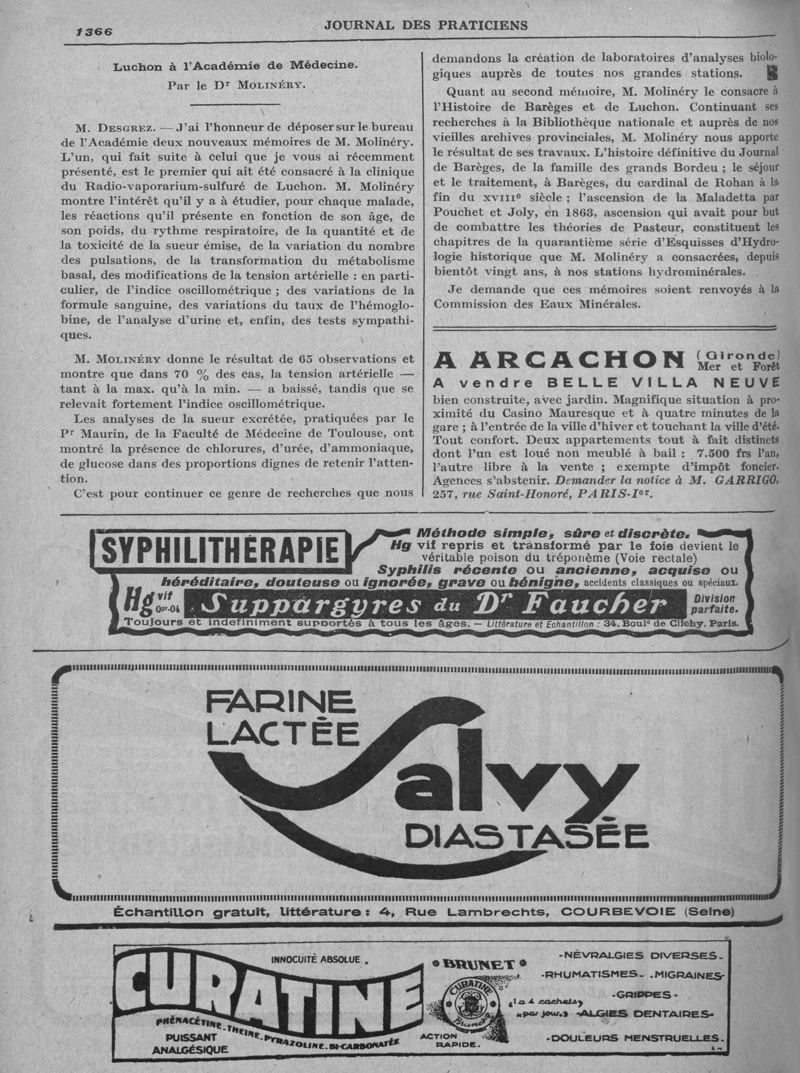 1366
JOURNAL DES PRATICIENS
Luchon à l'Académie de Médecine.
Par le Dr Molinéry.
M. Desgrez. — J'ai l'honneur de déposer sur le bureau
de l'Académie deux nouveaux mémoires de M. Molinéry.
L'un, qui fait suite à celui que je vous ai récemment
présenté, est le premier qui ait été consacré à la clinique
du Radio-vaporarium-sulfuré de Luchon. M. Molinéry
montre l'intérêt qu'il y a à étudier, pour chaque malade,
les réactions qu'il présente en fonction de son âge, de
son poids, du rythme respiratoire, de la quantité et de
la toxicité de la sueur émise, de la variation du nombre
des pulsations, de la transformation du métabolisme
basal, des modifications de la tension artérielle : en parti-
culier, de l'indice oscillométrique ; des variations de la
formule sanguine, des variations du taux de l'hémoglo-
bine, de l'analyse d'urine et, enfin, des tests sympathi-
ques.
M. Molinéry donne le résultat de 65 observations et
montre que dans 70 % des cas, la tension artérielle —
tant à la max. qu'à la min. — a baissé, tandis que se
relevait fortement l'indice oscillométrique.
Les analyses de la sueur excrétée, pratiquées par le
Pr Maurin, de la Faculté de Médecine de Toulouse, ont
montré la présence de chlorures, d'urée, d'ammoniaque,
de glucose dans des proportions dignes de retenir l'atten-
tion.
C'est pour continuer ce genre de recherches que nous
demandons la création de laboratoires d'analyses biolo-
giques auprès de toutes nos grandes stations.
Quant au second mémoire, M. Molinéry le consacre à
l'Histoire de Barèges et de Luchon. Continuant ses
recherches à la Bibliothèque nationale et auprès de nos
vieilles archives provinciales, M. Molinéry nous apporte
le résultat de ses travaux. L'histoire définitive du Journal
de Barèges, de la famille des grands Bordeu ; le séjour
et le traitement, à Barèges, du cardinal de Rohan à la
fin du XVIIIe siècle ; l'ascension de la Maladetta par
Pouchet et Joly, en 1863, ascension qui avait pour but
de combattre les théories de Pasteur, constituent les
chapitres de la quarantième série d'Esquisses d'Hydro-
logie historique que M. Molinéry a consacrées, depuis
bientôt vingt ans, à nos stations hydrominérales.
Je demande que ces mémoires soient renvoyés à la
Commission des Eaux Minérales.
A ARCACHON (Gironde)
Mer et Forêt
A vendre BELLE VILLA NEUVE
bien construite, avec jardin. Magnifique situation à pro-
ximité du Casino Mauresque et à quatre minutes de la
gare ; à l'entrée de la ville d'hiver et touchant la ville d'été.
Tout confort. Deux appartements tout à fait distincts
dont l'un est loué non meublé à bail : 7.500 frs l'an,
l'autre libre à la vente ; exempte d'impôt foncier.
Agences s'abstenir. Demander la notice à M. GARRIGO,
257, rue Saint-Honoré, PARIS-Ier.
SYPHILITHÉRAPIE
Méthode simple, sûre et discrète.
Hg vif repris et transformé par le foie devient le
véritable poison du tréponème (Voie rectale)
Syphilis récente ou ancienne, acquise ou
héréditaire, douteuse ou ignorée, grave ou bénigne, accidents classiques ou spéciaux.
Hg vif
0gr.04
Suppargyres du Dr Faucher
Division
parfaite.
Toujours et indéfiniment supportés à tous les âges. — Littérature et Echantillon : 34, Bould de Clichy. Paris.
FARINE
LACTÉE
Salvy
DIASTASÉE
Échantillon gratuit, littérature : 4, Rue Lambrechts, COURBEVOIE (Seine)
INNOCUITÉ ABSOLUE.
CURATINE
PHÉNACÉTINE.THEINE.PYRAZOLINE.BI-CARBONATÉE
PUISSANT
ANALGÉSIQUE
* BRUNET *
CURATINE
Brunet
ACTION
RAPIDE.
(1 à 4 cachets
par jour.)
-NÉVRALGIES DIVERSES-
-RHUMATISMES- -MIGRAINES-
-GRIPPES-
-ALGIES DENTAIRES-
-DOULEURS MENSTRUELLES.